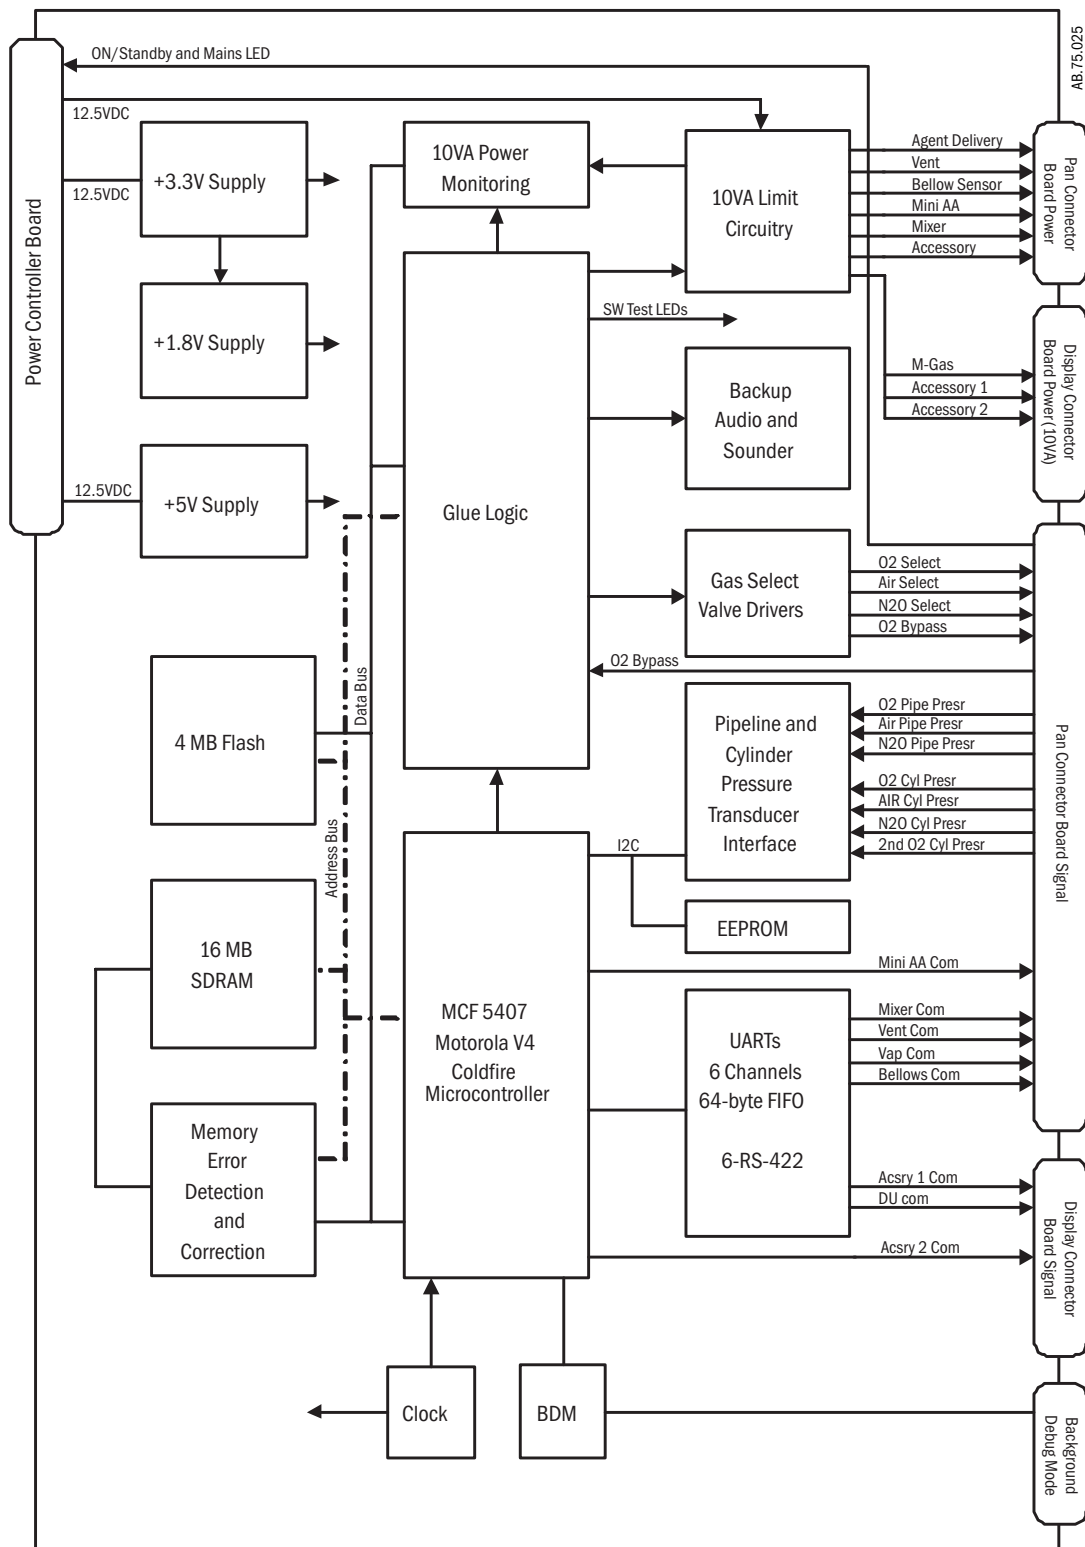 AB.75.025
ON/Standby and Mains LED
Power Controller Board
12.5VDC
12.5VDC
12.5VDC
+3.3V Supply
+1.8V Supply
+5V Supply
10VA Power
Monitoring
10VA Limit
Circuitry
Agent Delivery
Vent
Bellow Sensor
Mini AA
Mixer
Accessory
Pan Connector
Board Power
SW Test LEDs
M-Gas
Accessory 1
Accessory 2
Display Connector
Board Power (10VA)
Backup
Audio and
Sounder
Glue Logic
Gas Select
Valve Drivers
O2 Select
Air Select
N2O Select
O2 Bypass
O2 Bypass
Data Bus
Address Bus
4 MB Flash
Pipeline and
Cylinder
Pressure
Transducer
Interface
O2 Pipe Presr
Air Pipe Presr
N2O Pipe Presr
O2 Cyl Presr
AIR Cyl Presr
N2O Cyl Presr
2nd O2 Cyl Presr
Pan Connector Board Signal
I2C
EEPROM
16 MB
SDRAM
MCF 5407
Motorola V4
Coldfire
Microcontroller
Mini AA Com
UARTs
6 Channels
64-byte FIFO
6-RS-422
Mixer Com
Vent Com
Vap Com
Bellows Com
Memory
Error
Detection
and
Correction
Acsry 1 Com
DU com
Acsry 2 Com
Display Connector
Board Signal
Clock
BDM
Background
Debug Mode